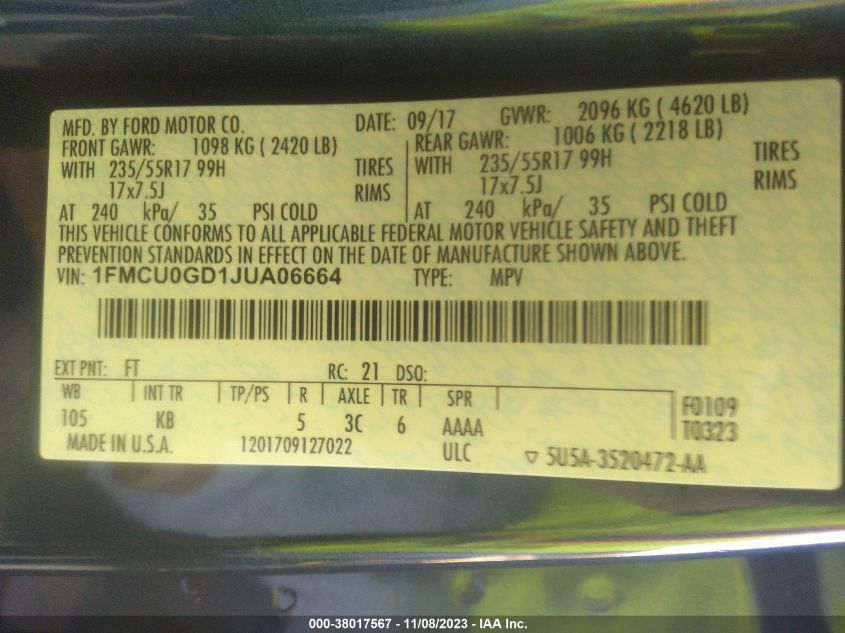 MFD. BY FORD MOTOR CO. DATE: 09/17 GVWR: 2096 KG ( 4620 LB)
FRONT GAWR: 1098 KG ( 2420 LB) REAR GAWR: 1006 KG ( 2218 LB)
WITH 235/55R17 99H TIRES WITH 235/55R17 99H TIRES
17x7.5J RIMS 17x7.5J RIMS
AT 240 kPa/ 35 PSI COLD AT 240 kPa/ 35 PSI COLD
THIS VEHICLE CONFORMS TO ALL APPLICABLE FEDERAL MOTOR VEHICLE SAFETY AND THEFT
PREVENTION STANDARDS IN EFFECT ON THE DATE OF MANUFACTURE SHOWN ABOVE.
VIN: 1FMCU0GD1JUA06664 TYPE: MPV
EXT PNT: FT RC: 21 DSO:
WB INT TR TP/PS R AXLE TR SPR
105 KB 5 3C 6 AAAA
F0109
T0323
MADE IN U.S.A. 1201709127022 ULC ▽ 5U5A-3520472-AA
000-38017567 - 11/08/2023 - IAA Inc.